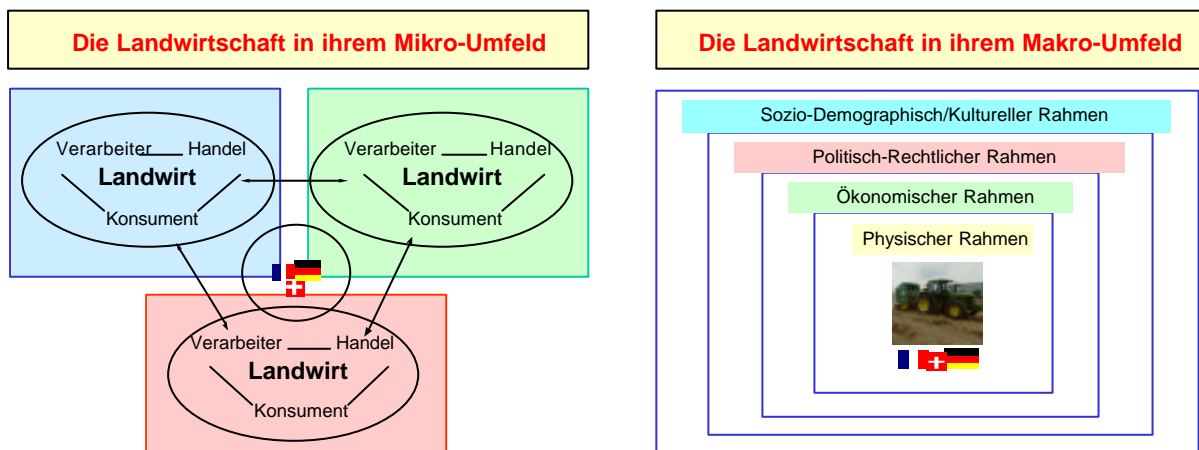 Die Landwirtschaft in ihrem Mikro-Umfeld
Verarbeiter Handel
Landwirt
Konsument
Verarbeiter Handel
Landwirt
Konsument
Verarbeiter Handel
Landwirt
Konsument
Die Landwirtschaft in ihrem Makro-Umfeld
Sozio-Demographisch/Kultureller Rahmen
Politisch-Rechtlicher Rahmen
Ökonomischer Rahmen
Physischer Rahmen